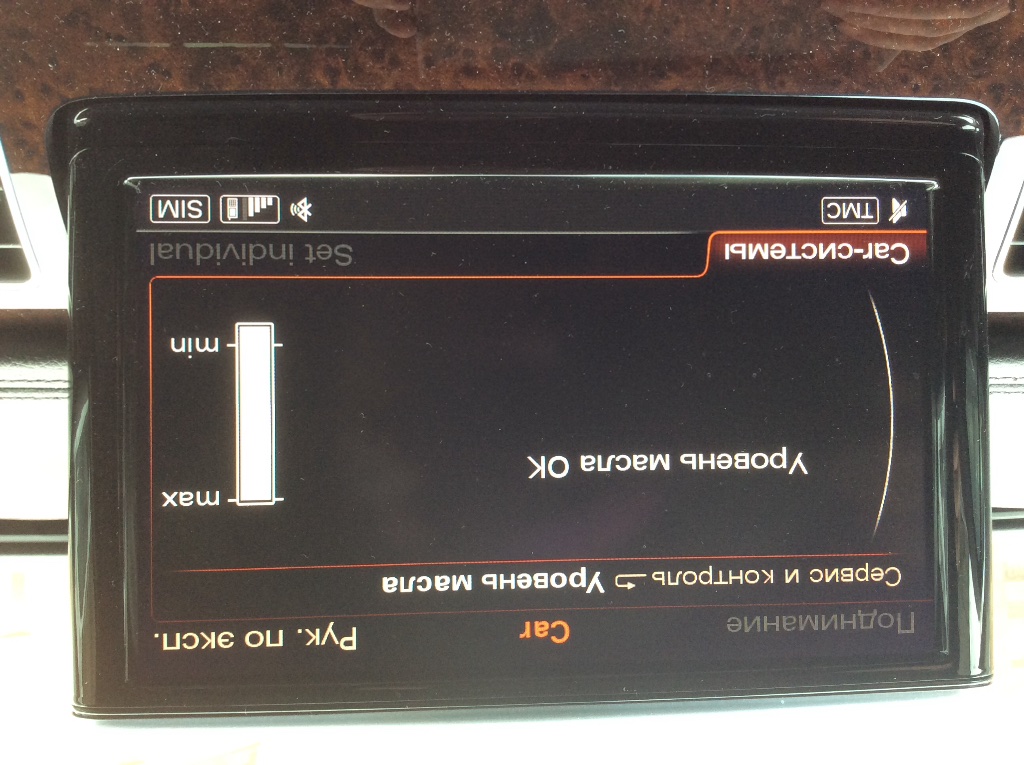 Поднимание Car Рук. по эксп.
Сервис и контроль Уровень масла
max
Уровень масла OK
min
Car-системы Set individual
TMC SIM